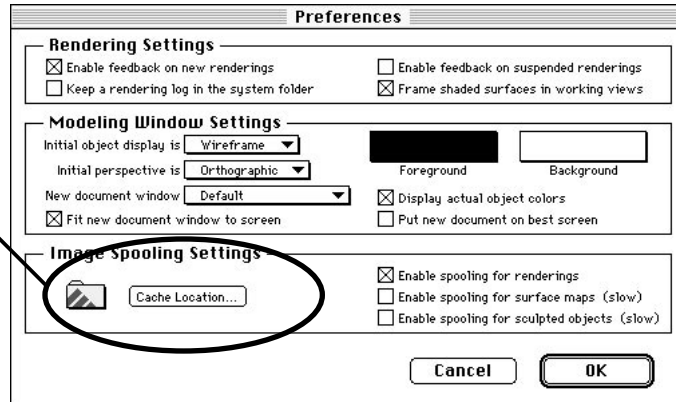 Preferences
Rendering Settings
Enable feedback on new renderings
Enable feedback on suspended renderings
Keep a rendering log in the system folder
Frame shaded surfaces in working views
Modeling Window Settings
Initial object display is Wireframe
Initial perspective is Orthographic
Foreground
Background
New document window Default
Display actual object colors
Fit new document window to screen
Put new document on best screen
Image Spooling Settings
Enable spooling for renderings
Cache Location...
Enable spooling for surface maps (slow)
Enable spooling for sculpted objects (slow)
Cancel
OK